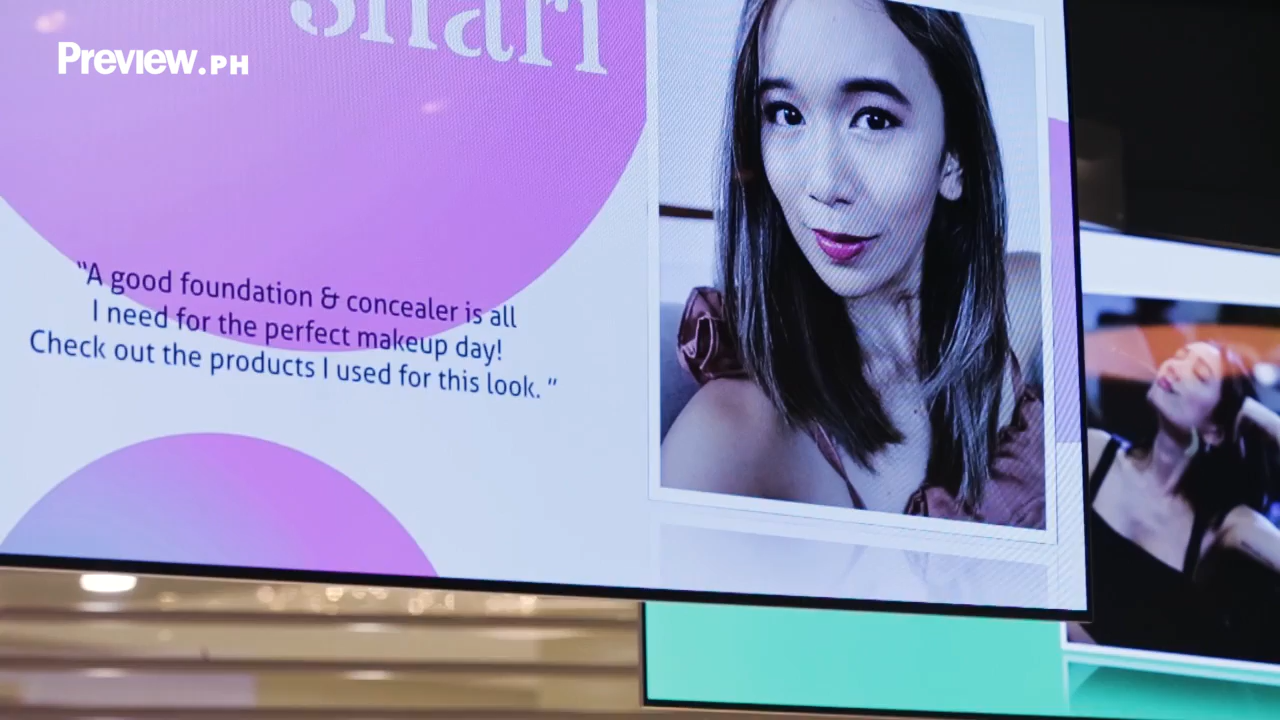 shari
Preview.PH
"A good foundation & concealer is all
I need for the perfect makeup day!
Check out the products I used for this look. "